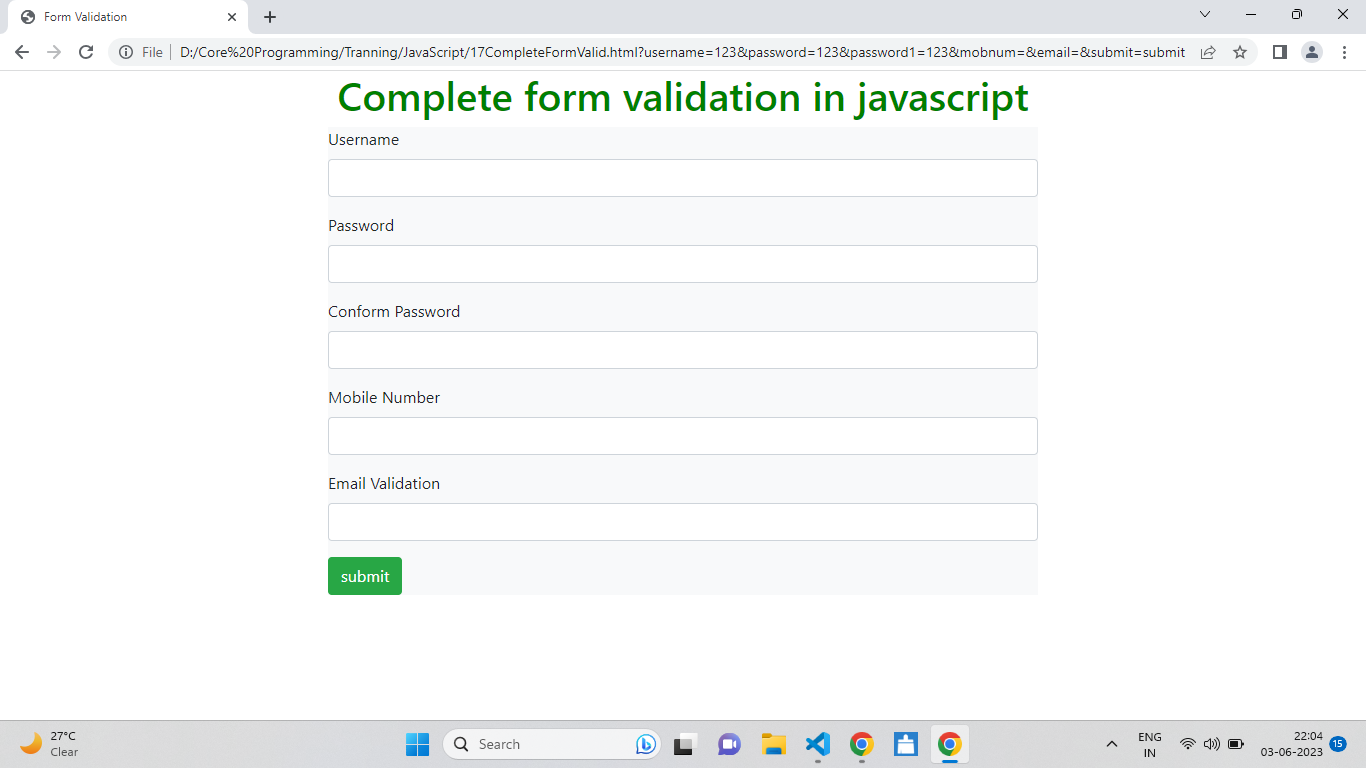 Form Validation
File
D:/Core%20Programming/Tranning/JavaScript/17CompleteFormValid.html?username=123&password=123&password1=123&mobnum=&email=&submit=submit
Complete form validation in javascript
Username
Password
Conform Password
Mobile Number
Email Validation
submit
27°C
Clear
Search
ENG
IN
22:04
03-06-2023
15